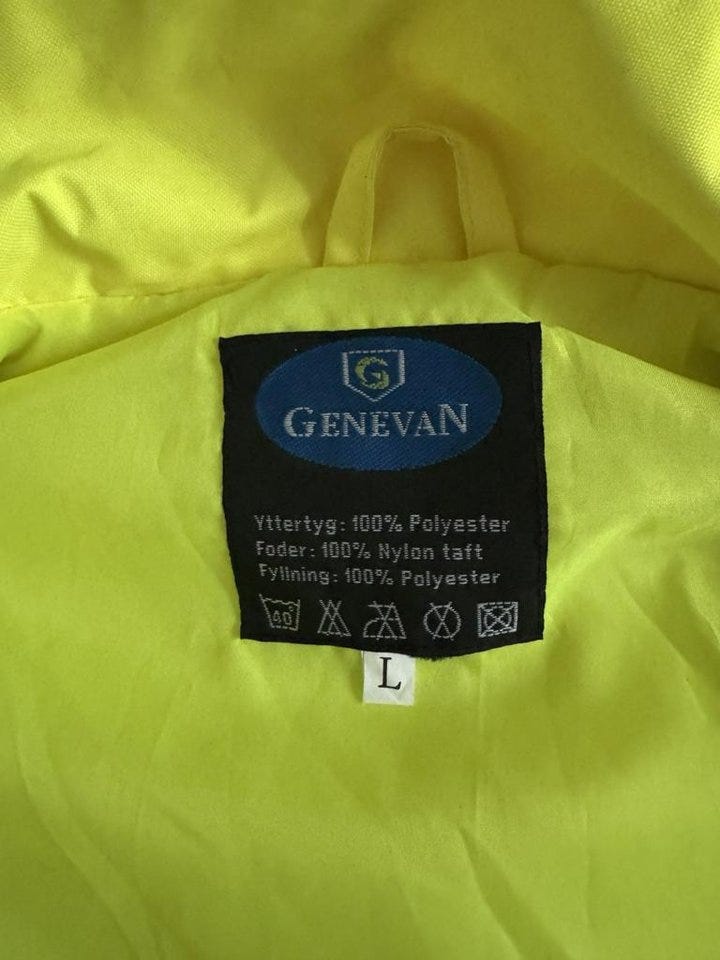 G
GENEVAN
Yttertyg: 100% Polyester
Foder: 100% Nylon taft
Fyllning: 100% Polyester
40°
L